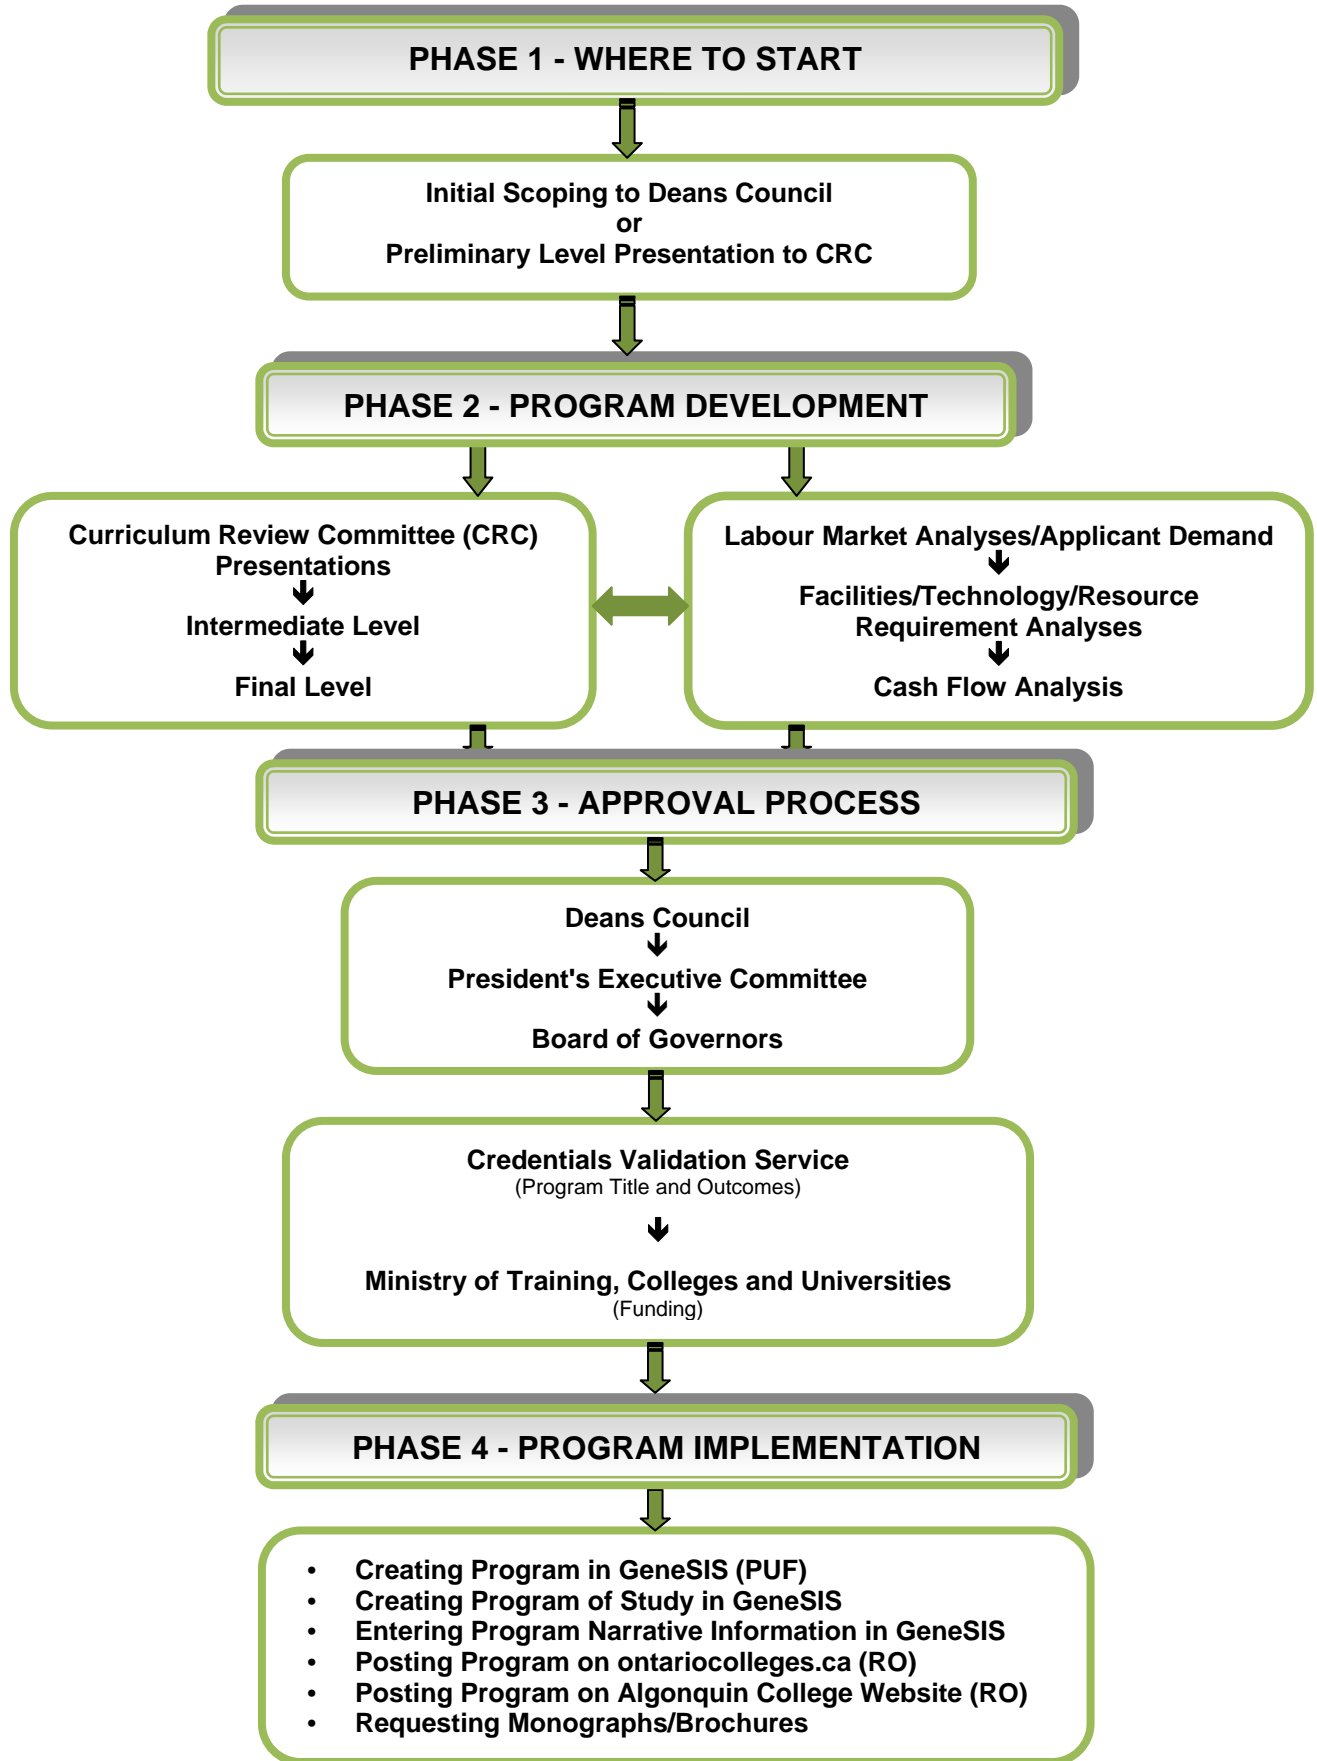 PHASE 1 - WHERE TO START
Initial Scoping to Deans Council
or
Preliminary Level Presentation to CRC
PHASE 2 - PROGRAM DEVELOPMENT
Curriculum Review Committee (CRC)
Presentations
Intermediate Level
Final Level
Labour Market Analyses/Applicant Demand
Facilities/Technology/Resource
Requirement Analyses
Cash Flow Analysis
PHASE 3 - APPROVAL PROCESS
Deans Council
President's Executive Committee
Board of Governors
Credentials Validation Service
(Program Title and Outcomes)
Ministry of Training, Colleges and Universities
(Funding)
PHASE 4 - PROGRAM IMPLEMENTATION
• Creating Program in GeneSIS (PUF)
• Creating Program of Study in GeneSIS
• Entering Program Narrative Information in GeneSIS
• Posting Program on ontariocolleges.ca (RO)
• Posting Program on Algonquin College Website (RO)
• Requesting Monographs/Brochures